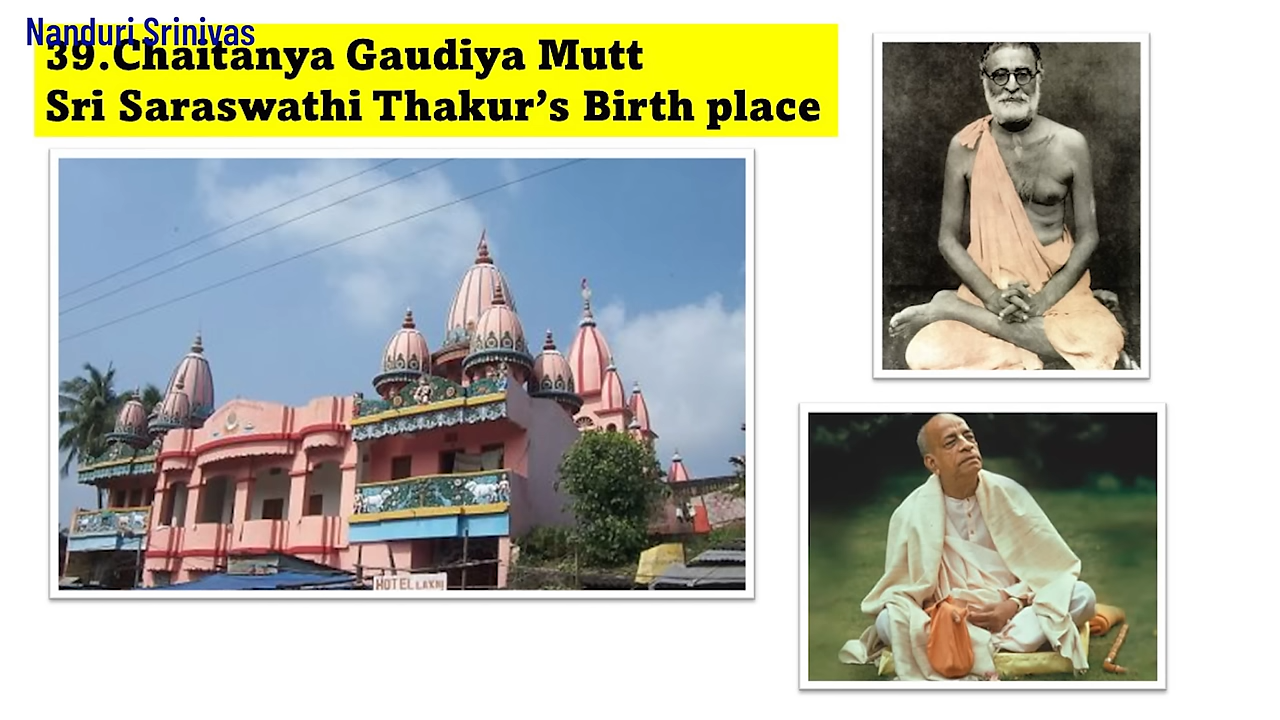 Nanduri Srinivas
39.Chaitanya Gaudiya Mutt
Sri Saraswathi Thakur’s Birth place
HOTEL LAXMI